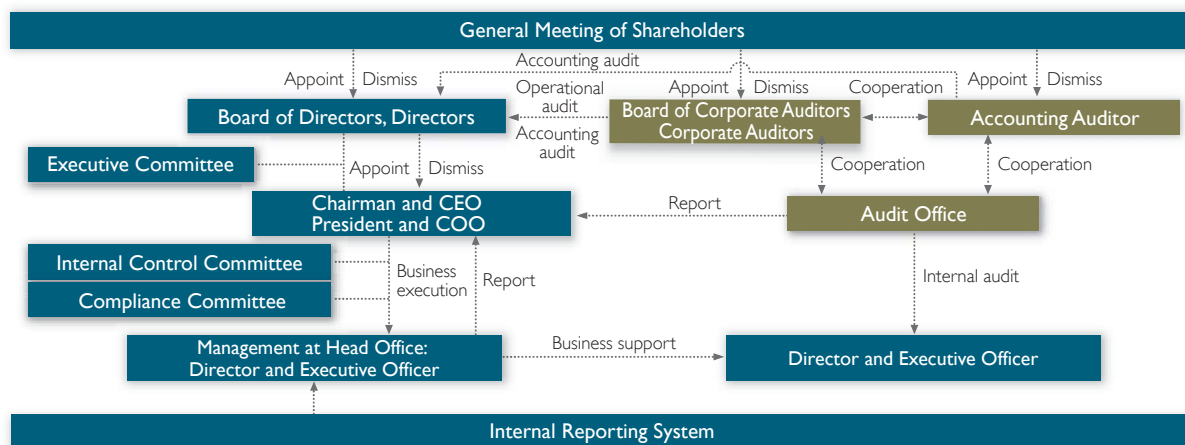 General Meeting of Shareholders
Accounting audit
Appoint Dismiss
Operational
audit
Appoint Dismiss
Cooperation
Appoint Dismiss
Board of Directors, Directors
Board of Corporate Auditors
Corporate Auditors
Accounting Auditor
Accounting
audit
Executive Committee
Appoint Dismiss
Cooperation
Cooperation
Chairman and CEO
President and COO
Report
Audit Office
Internal Control Committee
Business
execution
Report
Internal audit
Compliance Committee
Management at Head Office:
Director and Executive Officer
Business support
Director and Executive Officer
Internal Reporting System